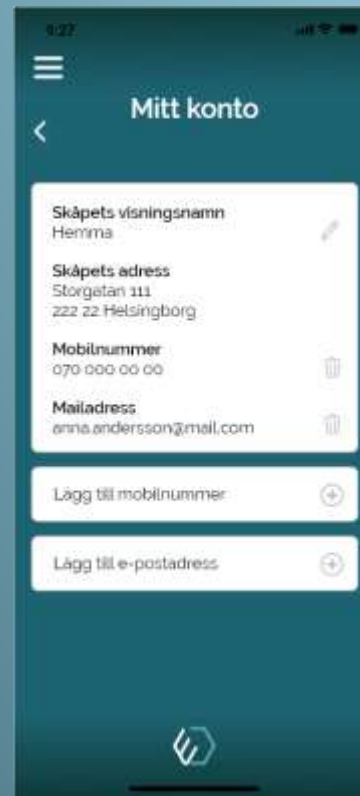 9:27
Mitt konto
Skåpets visningsnamn
Hemma
Skåpets adress
Storgatan 111
222 22 Helsingborg
Mobilnummer
070 000 00 00
Mailadress
anna.andersson@mail.com
Lägg till mobilnummer
Lägg till e-postadress